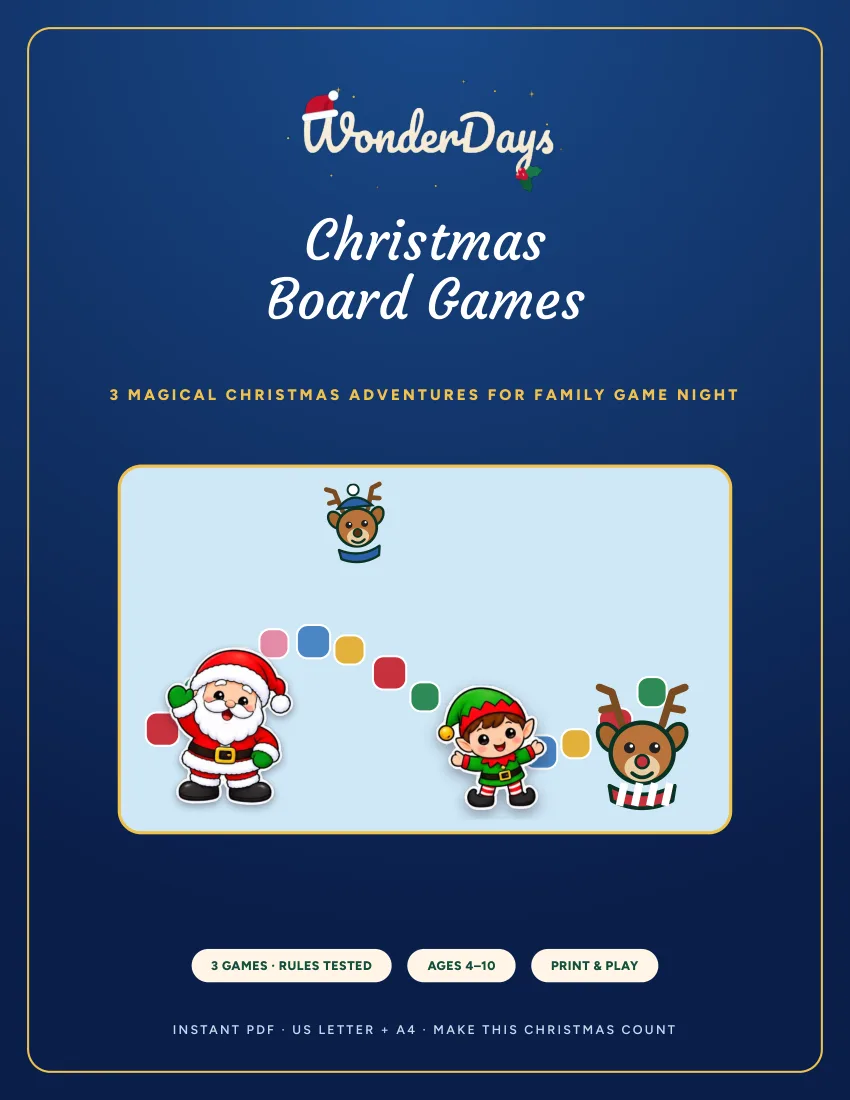 WonderDays
Christmas
Board Games
3 MAGICAL CHRISTMAS ADVENTURES FOR FAMILY GAME NIGHT
3 GAMES · RULES TESTED
AGES 4–10
PRINT & PLAY
INSTANT PDF · US LETTER + A4 · MAKE THIS CHRISTMAS COUNT